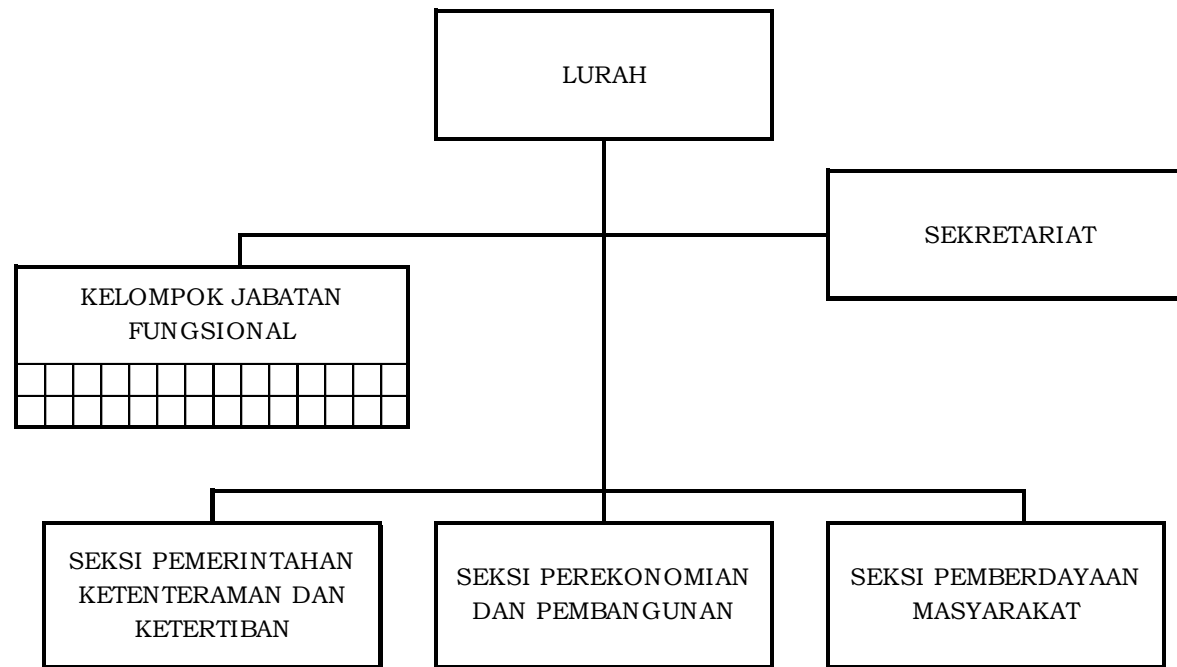 LURAH
SEKRETARIAT
KELOMPOK JABATAN
FUNGSIONAL
SEKSI PEMERINTAHAN
KETENTERAMAN DAN
KETERTIBAN
SEKSI PEREKONOMIAN
DAN PEMBANGUNAN
SEKSI PEMBERDAYAAN
MASYARAKAT